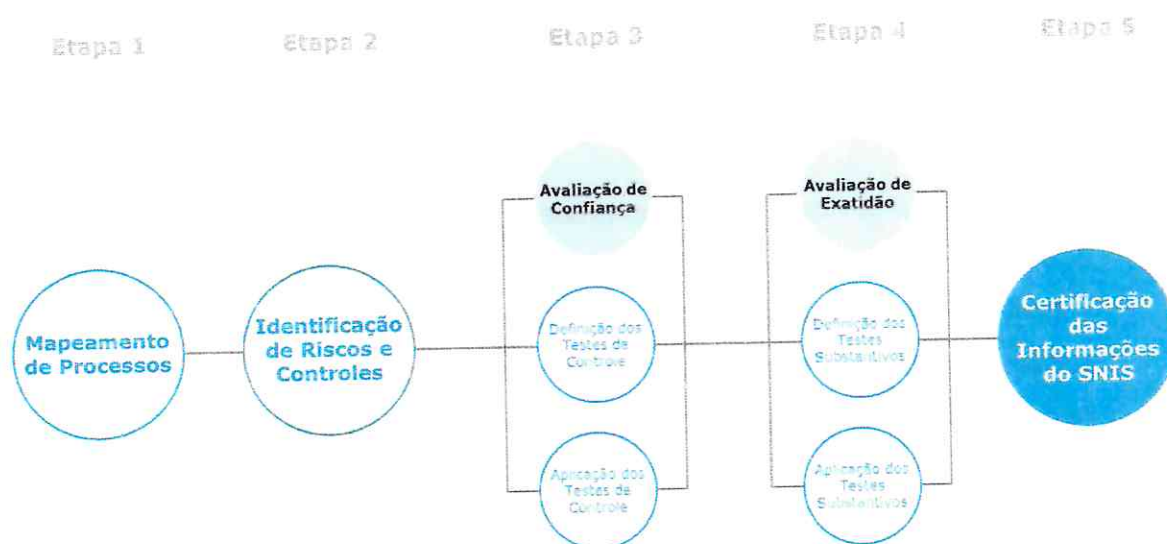 Etapa 1
Etapa 2
Etapa 3
Etapa 4
Etapa 5
Mapeamento
de Processos
Identificação
de Riscos e
Controles
Avaliação de
Confiança
Definição dos
Testes de
Controle
Aplicação dos
Testes de
Controle
Avaliação de
Exatidão
Definição dos
Testes
Substantivos
Aplicação dos
Testes
Substantivos
Certificação
das
Informações
do SNIS